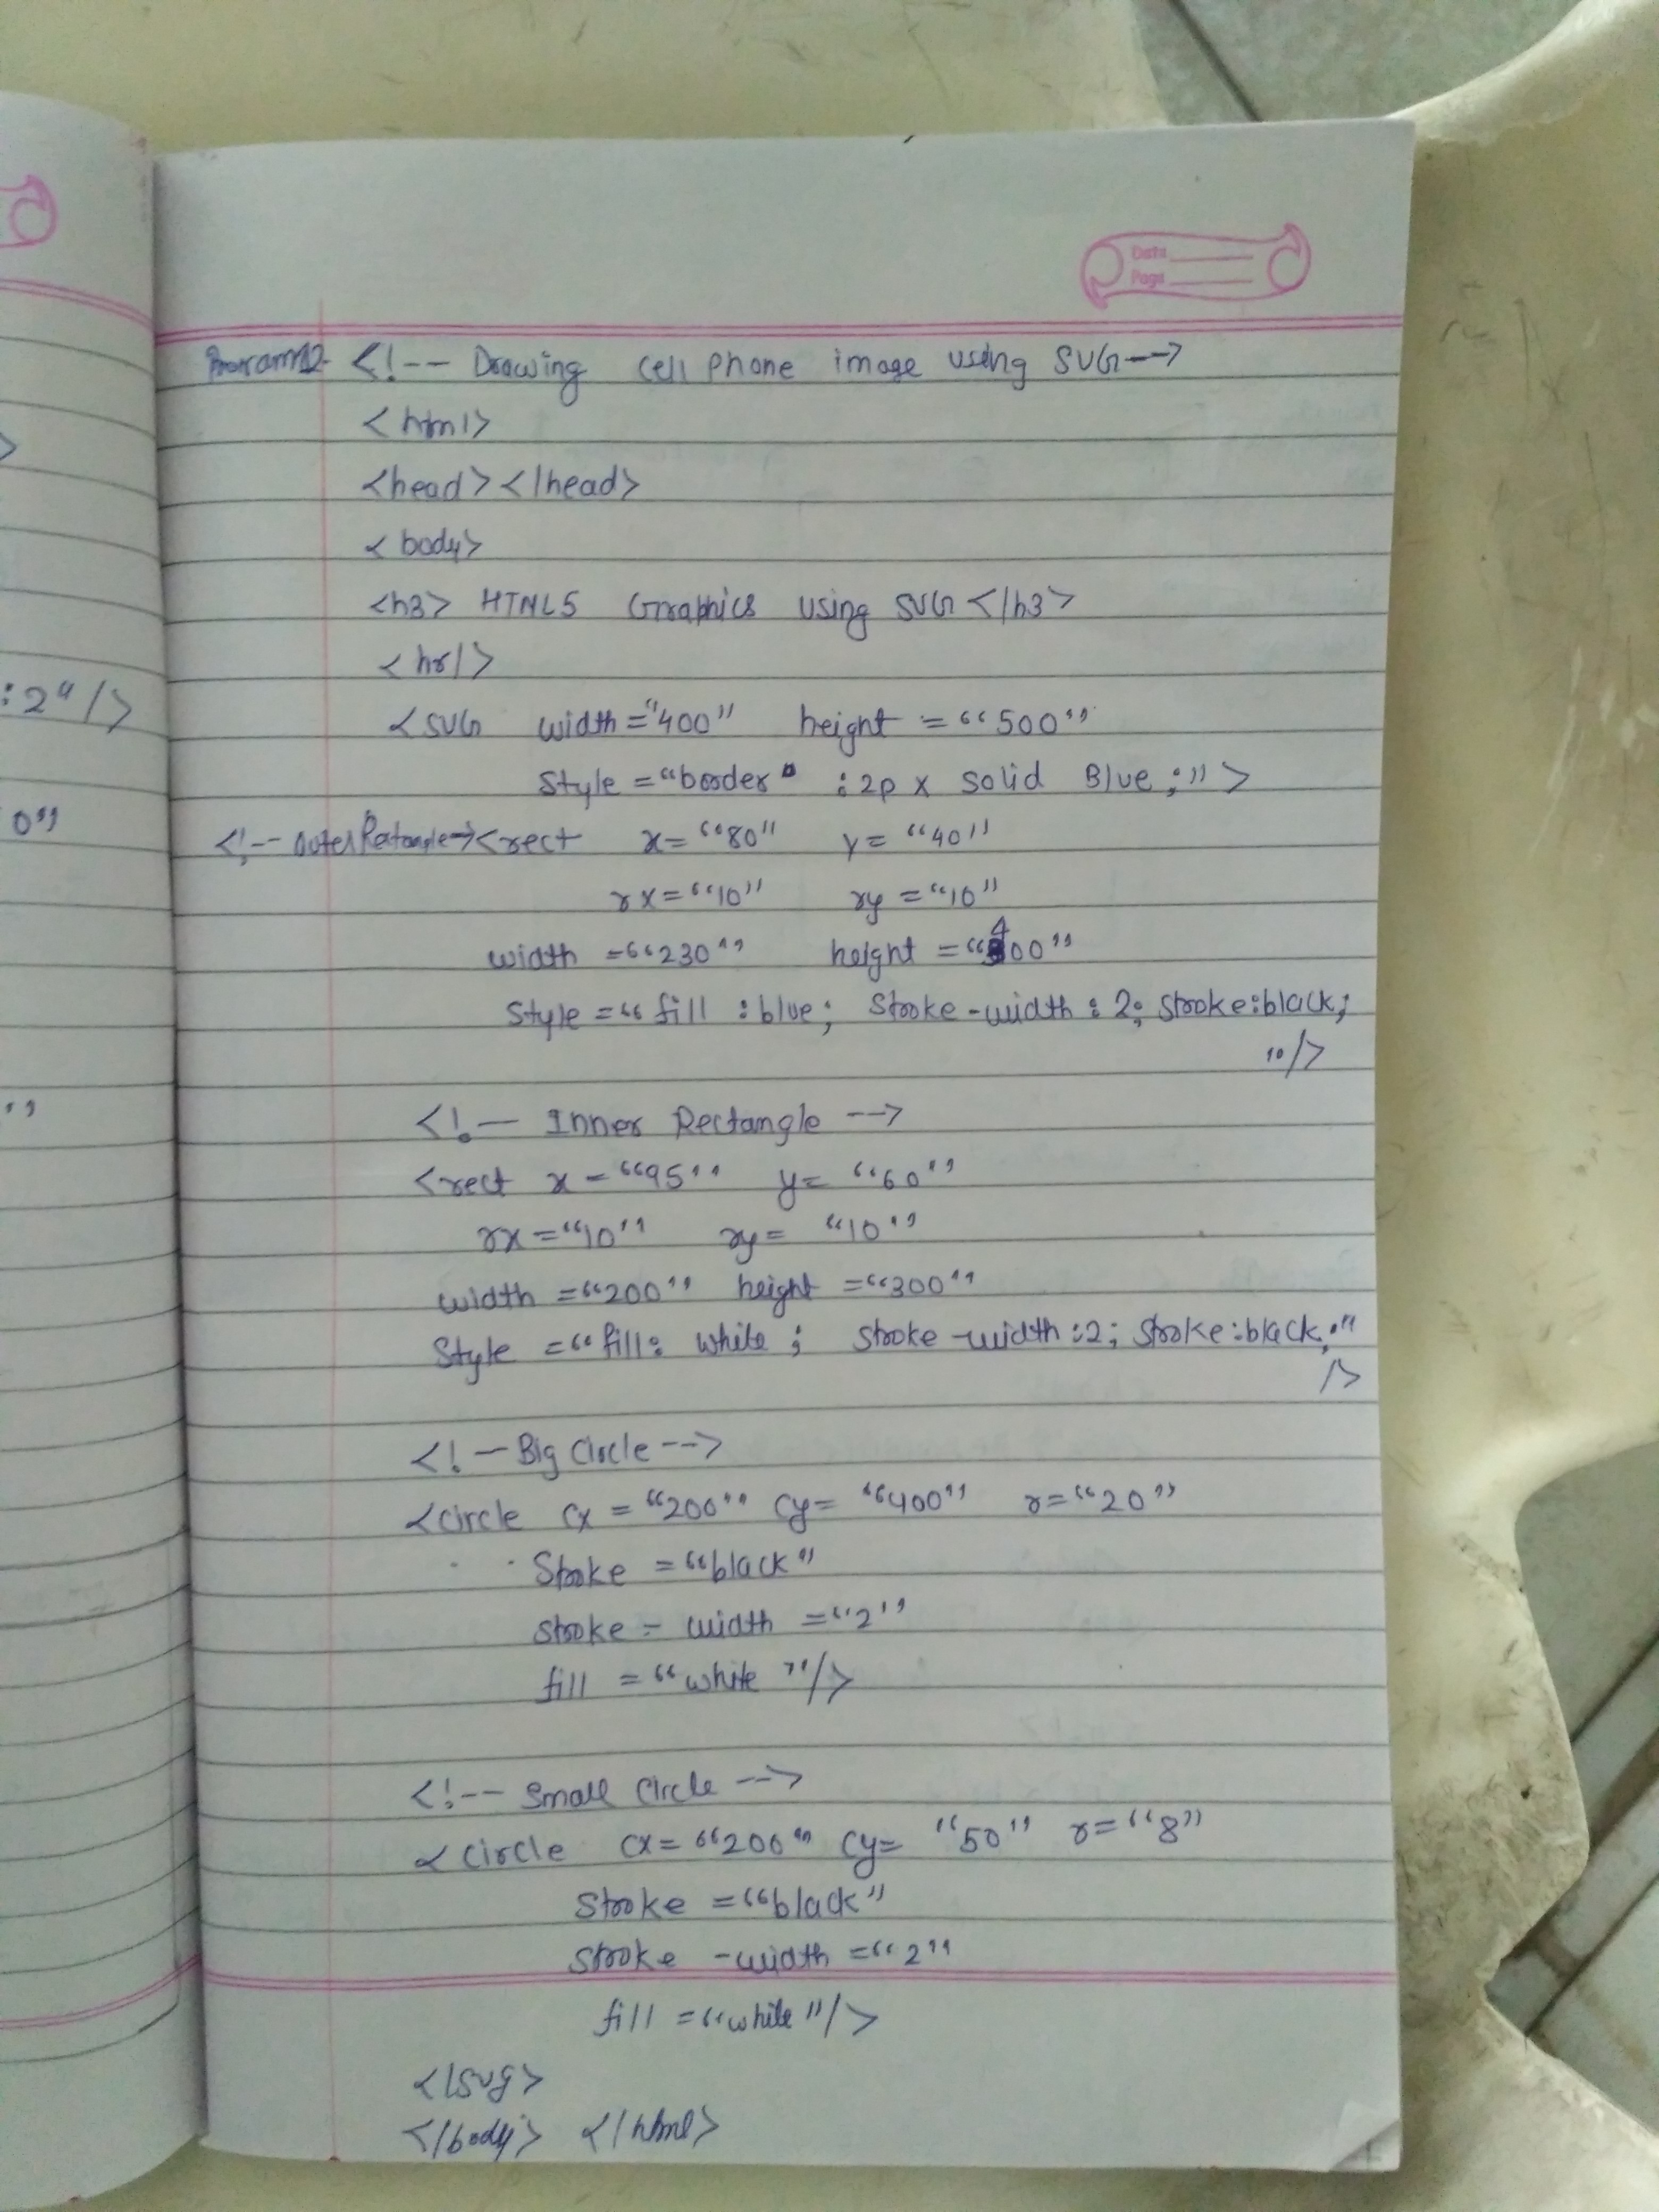 Date
Page
Program12- <!-- Drawing cell phone image using SVG-->
<html>
<head></head>
<body>
<h3> HTML5 Graphics using SVG </h3>
<hr/>
:2"/>
<SVG width="400" height="500"
Style="border :2px solid Blue;">
0"
<!-- Outer Rectangle--><rect x="80" y="40"
rx="10" ry="10"
width="230" height="400"
Style="fill:blue; Stroke-width:2; stroke:black;
"/>
"
<!-- Inner Rectangle -->
<rect x="95" y="60"
rx="10" ry="10"
width="200" height="300"
Style="fill: white; stroke-width:2; stroke:black;"
/>
<!-- Big Circle-->
<circle cx="200" cy="400" r="20"
Stroke="black"
stroke-width="2"
fill="white"/>
<!-- Small Circle -->
<circle cx="200" cy="50" r="8"
Stroke="black"
stroke-width="2"
fill="white"/>
</svg>
</body> </html>